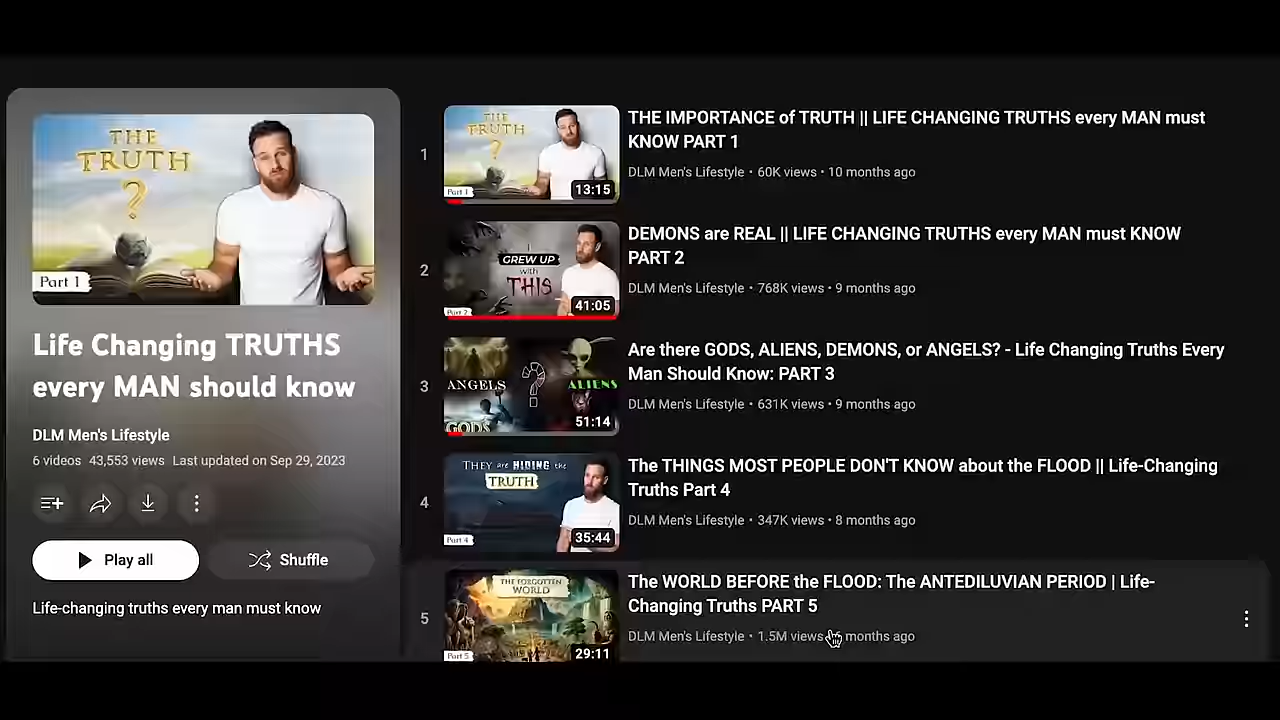 THE
TRUTH
?
Part 1
Life Changing TRUTHS
every MAN should know
DLM Men's Lifestyle
6 videos 43,553 views Last updated on Sep 29, 2023
Play all
Shuffle
Life-changing truths every man must know
1
THE
TRUTH
?
Part 1
13:15
THE IMPORTANCE of TRUTH || LIFE CHANGING TRUTHS every MAN must
KNOW PART 1
DLM Men's Lifestyle • 60K views • 10 months ago
2
I
GREW UP
with
THIS
Part 2
41:05
DEMONS are REAL || LIFE CHANGING TRUTHS every MAN must KNOW
PART 2
DLM Men's Lifestyle • 768K views • 9 months ago
3
ANGELS
?
ALIENS
GODS
51:14
Are there GODS, ALIENS, DEMONS, or ANGELS? - Life Changing Truths Every
Man Should Know: PART 3
DLM Men's Lifestyle • 631K views • 9 months ago
4
THEY are HIDING the
TRUTH
Part 4
35:44
The THINGS MOST PEOPLE DON'T KNOW about the FLOOD || Life-Changing
Truths Part 4
DLM Men's Lifestyle • 347K views • 8 months ago
5
THE FORGOTTEN
WORLD
Part 5
29:11
The WORLD BEFORE the FLOOD: The ANTEDILUVIAN PERIOD | Life-
Changing Truths PART 5
DLM Men's Lifestyle • 1.5M views months ago